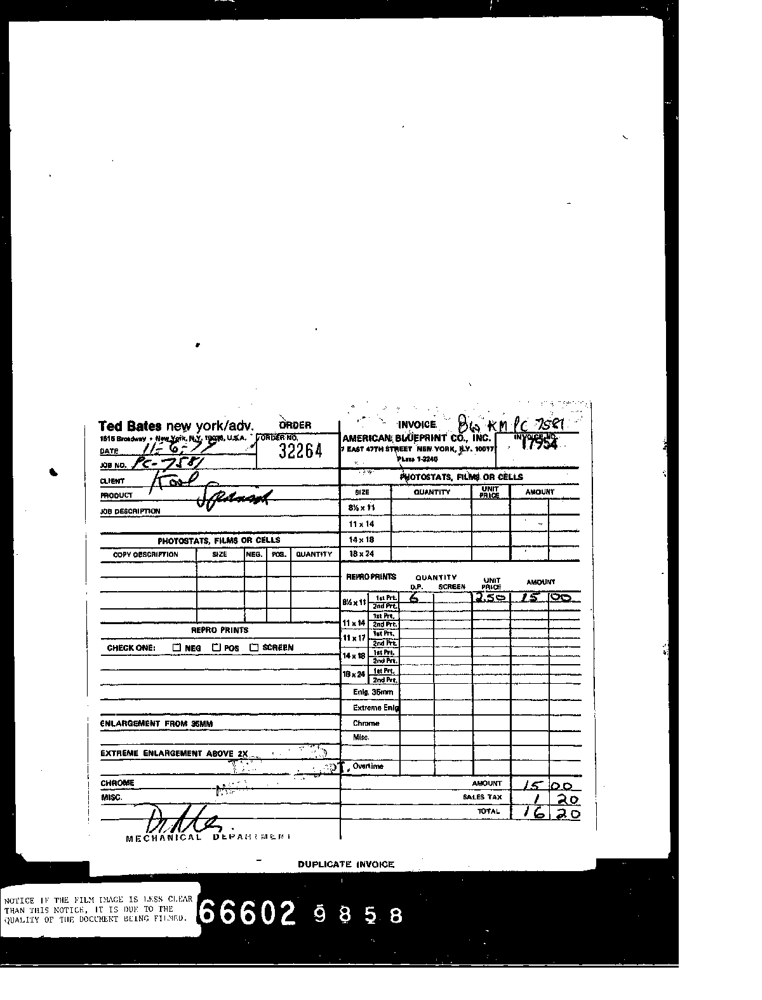 Ted Bates new york/adv. ORDER
1515 Broadway • New York, N.Y. 10036, U.S.A. ORDER NO.
32264
DATE 11-6-79
JOB NO. PC-7581
CLIENT Kool
PRODUCT
JOB DESCRIPTION
PHOTOSTATS, FILMS OR CELLS
COPY DESCRIPTION SIZE NEG. POS. QUANTITY
REPRO PRINTS
CHECK ONE: ☐ NEG ☐ POS ☐ SCREEN
ENLARGEMENT FROM 35MM
EXTREME ENLARGEMENT ABOVE 2X
CHROME
MISC.
MECHANICAL DEPARTMENT
INVOICE B&W KM PC 7581
AMERICAN BLUEPRINT CO., INC. INVOICE NO.
17954
7 EAST 47TH STREET NEW YORK, N.Y. 10017
PLaza 1-2240
PHOTOSTATS, FILMS OR CELLS
SIZE QUANTITY UNIT PRICE AMOUNT
8½ x 11
11 x 14
14 x 18
18 x 24
REPRO PRINTS QUANTITY UNIT PRICE AMOUNT
O.P. SCREEN
8½ x 11 1st Prt. 6 2.50 15 00
2nd Prt.
11 x 14 1st Prt.
2nd Prt.
11 x 17 1st Prt.
2nd Prt.
14 x 18 1st Prt.
2nd Prt.
18 x 24 1st Prt.
2nd Prt.
Enlg. 35mm
Extreme Enlg
Chrome
Misc.
Overtime
AMOUNT 15 00
SALES TAX 1 20
TOTAL 16 20
DUPLICATE INVOICE
NOTICE IF THE FILM IMAGE IS LESS CLEAR
THAN THIS NOTICE, IT IS DUE TO THE
QUALITY OF THE DOCUMENT BEING FILMED.
66602 9858